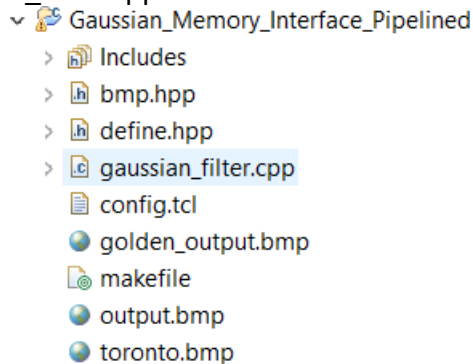 Gaussian_Memory_Interface_Pipelined
Includes
bmp.hpp
define.hpp
gaussian_filter.cpp
config.tcl
golden_output.bmp
makefile
output.bmp
toronto.bmp